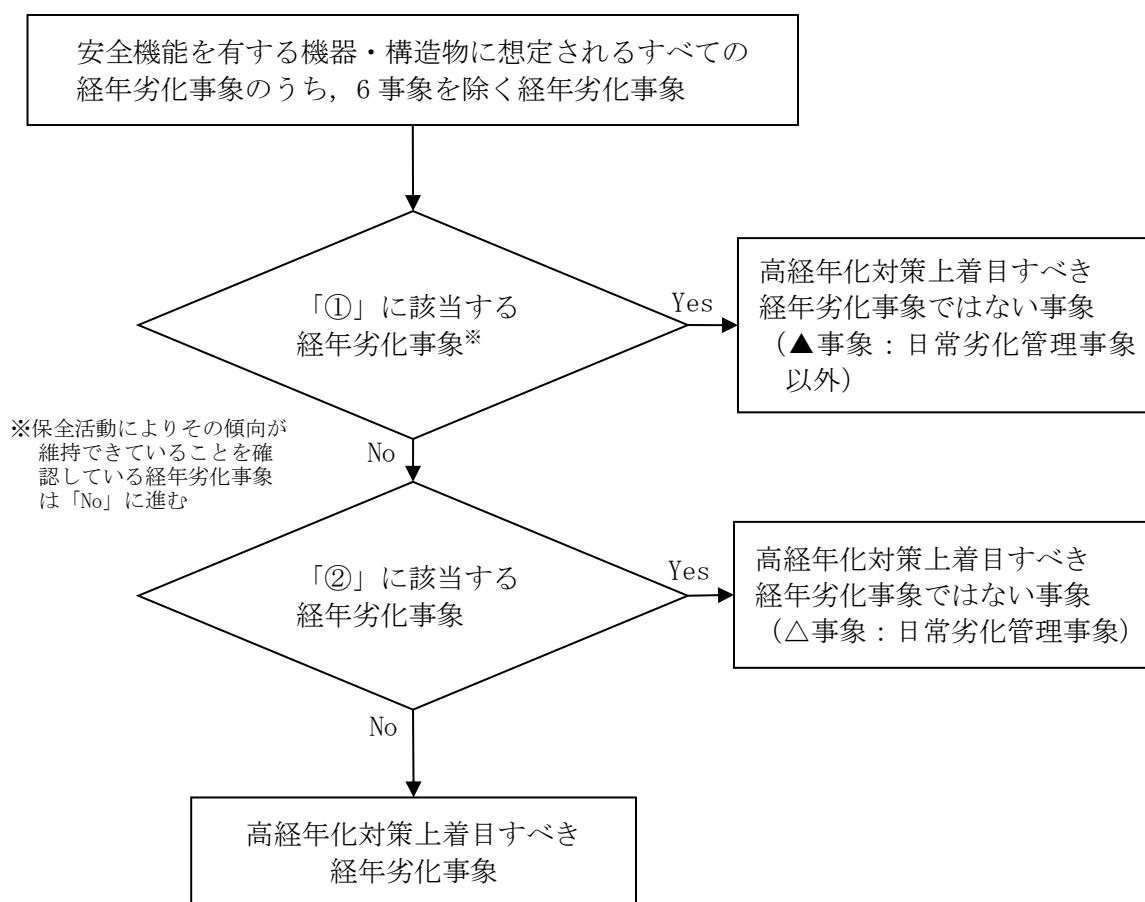 安全機能を有する機器・構造物に想定されるすべての
経年劣化事象のうち，6 事象を除く経年劣化事象
「①」に該当する
経年劣化事象※
Yes
高経年化対策上着目すべき
経年劣化事象ではない事象
（▲事象：日常劣化管理事象
以外）
※保全活動によりその傾向が
維持できていることを確
認している経年劣化事象
は「No」に進む
No
「②」に該当する
経年劣化事象
Yes
高経年化対策上着目すべき
経年劣化事象ではない事象
（△事象：日常劣化管理事象）
No
高経年化対策上着目すべき
経年劣化事象